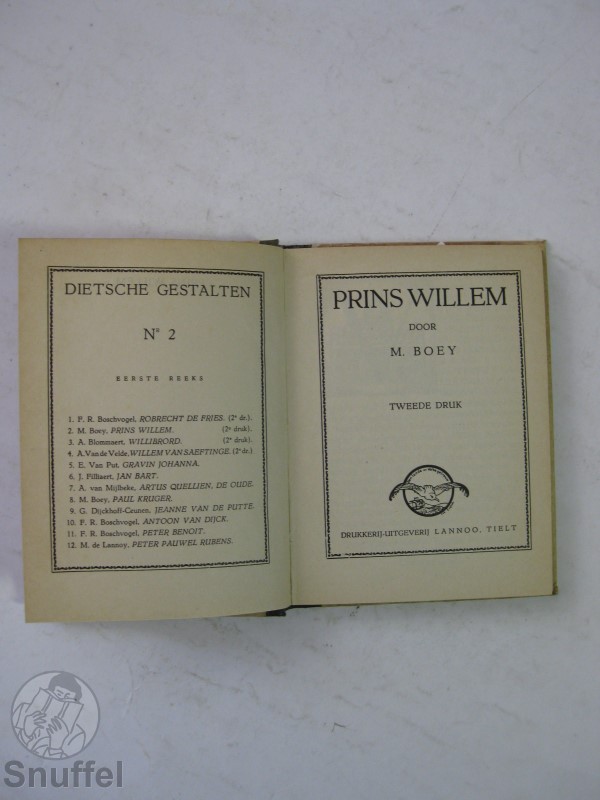 DIETSCHE GESTALTEN
Nº 2
EERSTE REEKS
1. F. R. Boschvogel, ROBRECHT DE FRIES. (2ᵉ dr.).
2. M. Boey, PRINS WILLEM. (2ᵉ druk).
3. A. Blommaert, WILLIBRORD. (2ᵉ druk).
4. A. Van de Velde, WILLEM VAN SAEFTINGE. (2ᵉ dr.)
5. E. Van Put, GRAVIN JOHANNA.
6. J. Filliaert, JAN BART.
7. A. van Mijlbeke, ARTUS QUELLIEN, DE OUDE.
8. M. Boey, PAUL KRUGER.
9. G. Dijckhuff-Ceunen, JEANNE VAN DE PUTTE.
10. F. R. Boschvogel, ANTOON VAN DIJCK.
11. F. R. Boschvogel, PETER BENOIT.
12. M. de Lannoy, PETER PAUWEL RUBENS.
PRINS WILLEM
DOOR
M. BOEY
TWEEDE DRUK
DRUKKERIJ-UITGEVERIJ LANNOO, TIELT
Snuffel